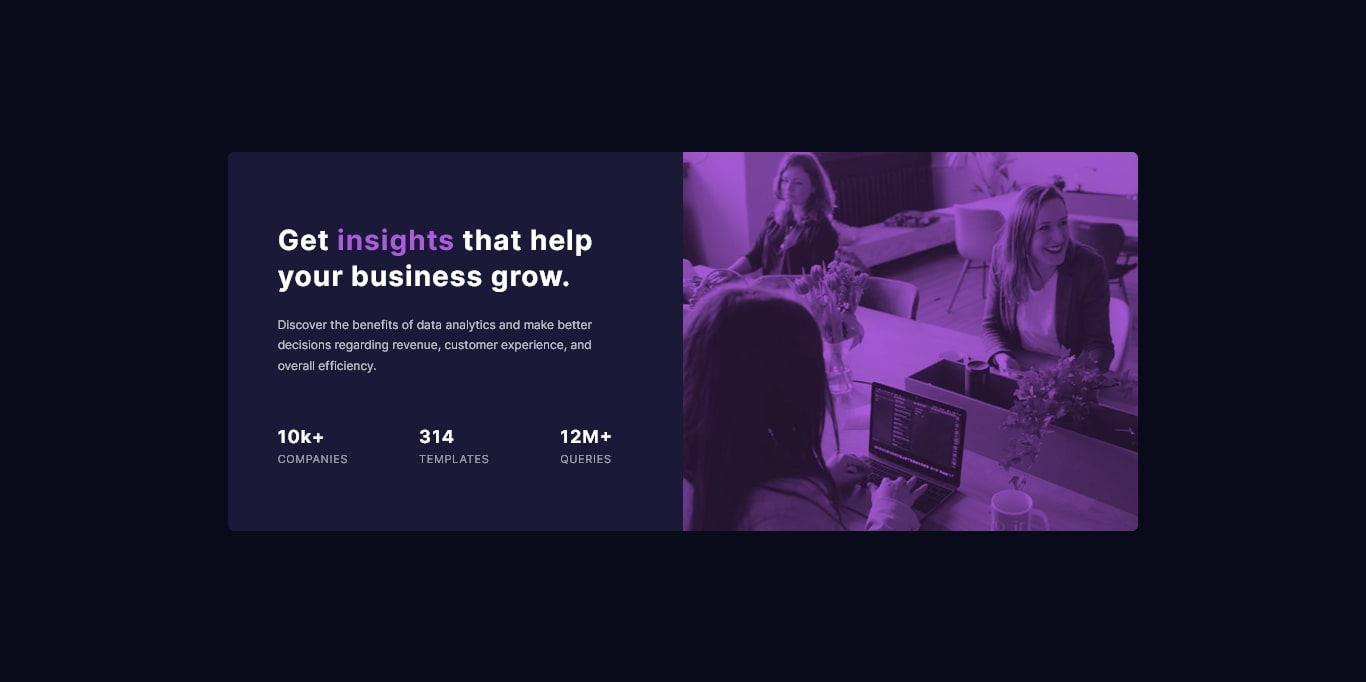 Get insights that help
your business grow.
Discover the benefits of data analytics and make better
decisions regarding revenue, customer experience, and
overall efficiency.
10k+ 314 12M+
COMPANIES TEMPLATES QUERIES